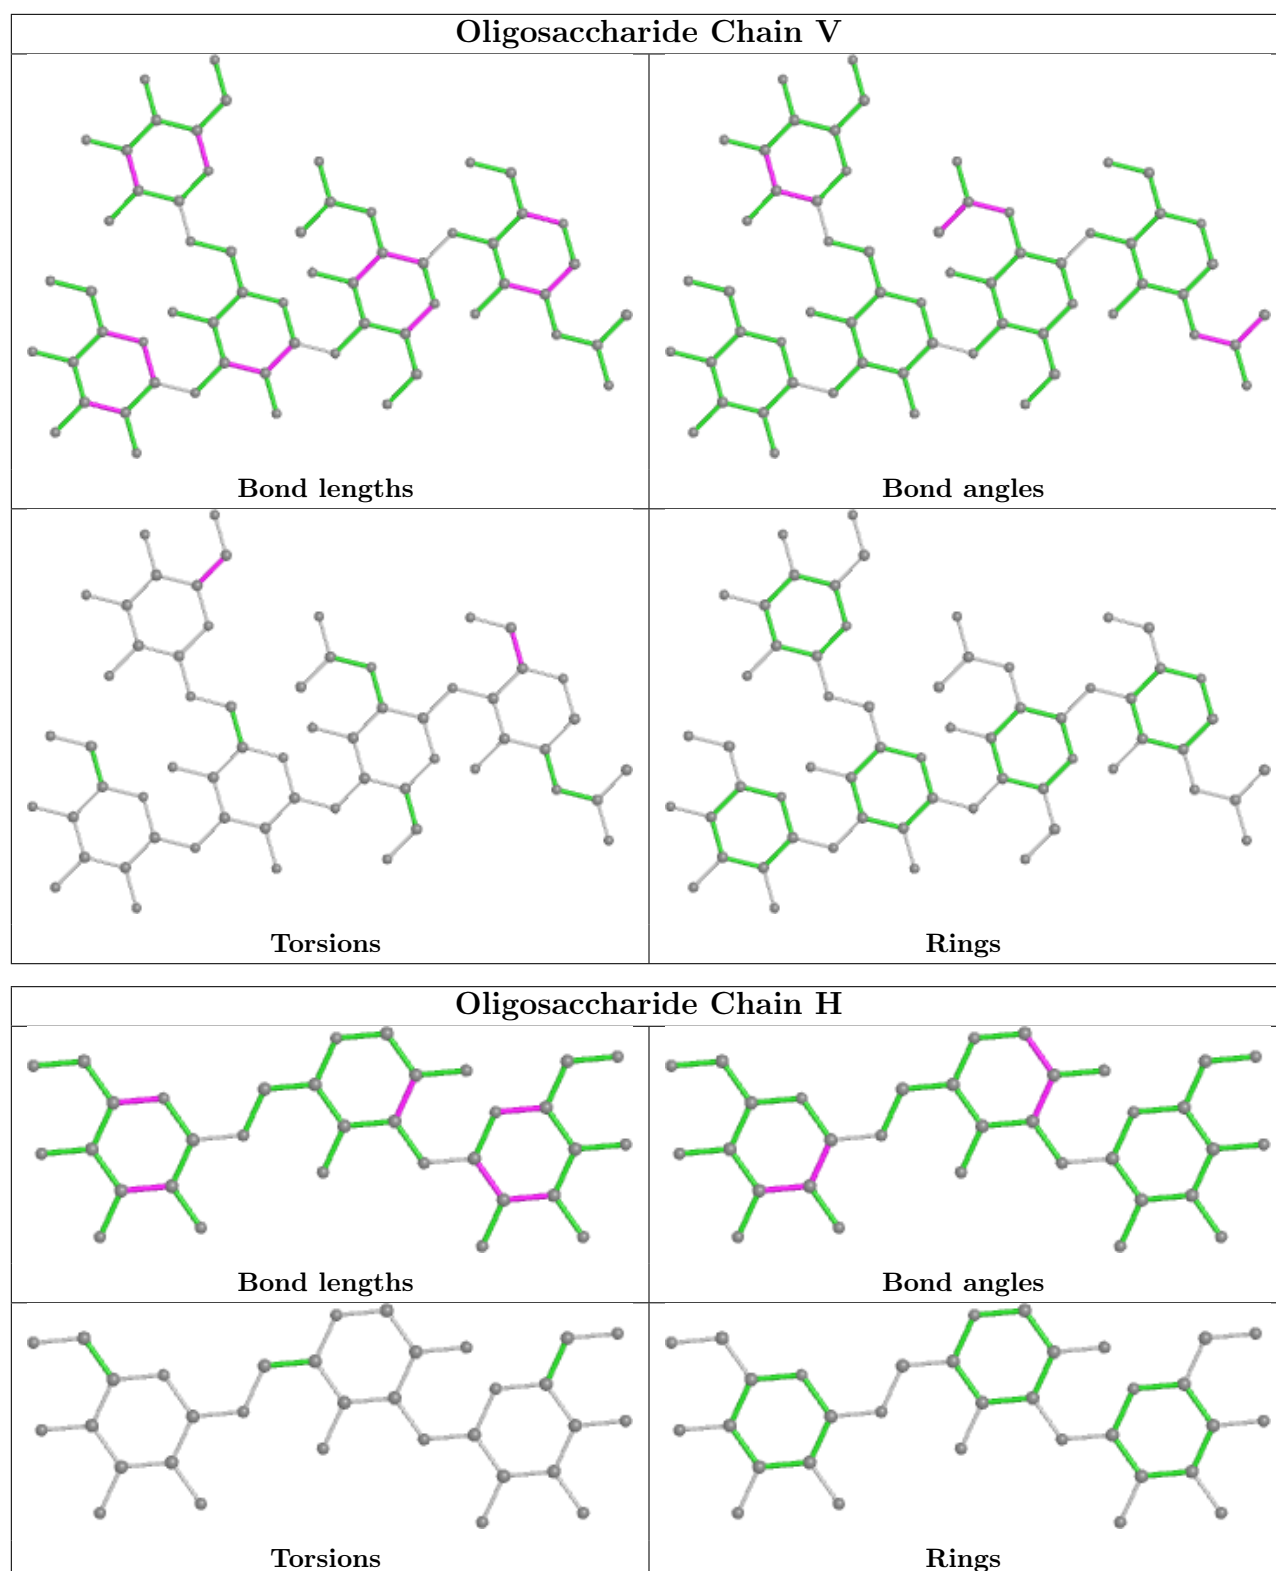 Oligosaccharide Chain V
Bond lengths
Bond angles
Torsions
Rings
Oligosaccharide Chain H
Bond lengths
Bond angles
Torsions
Rings